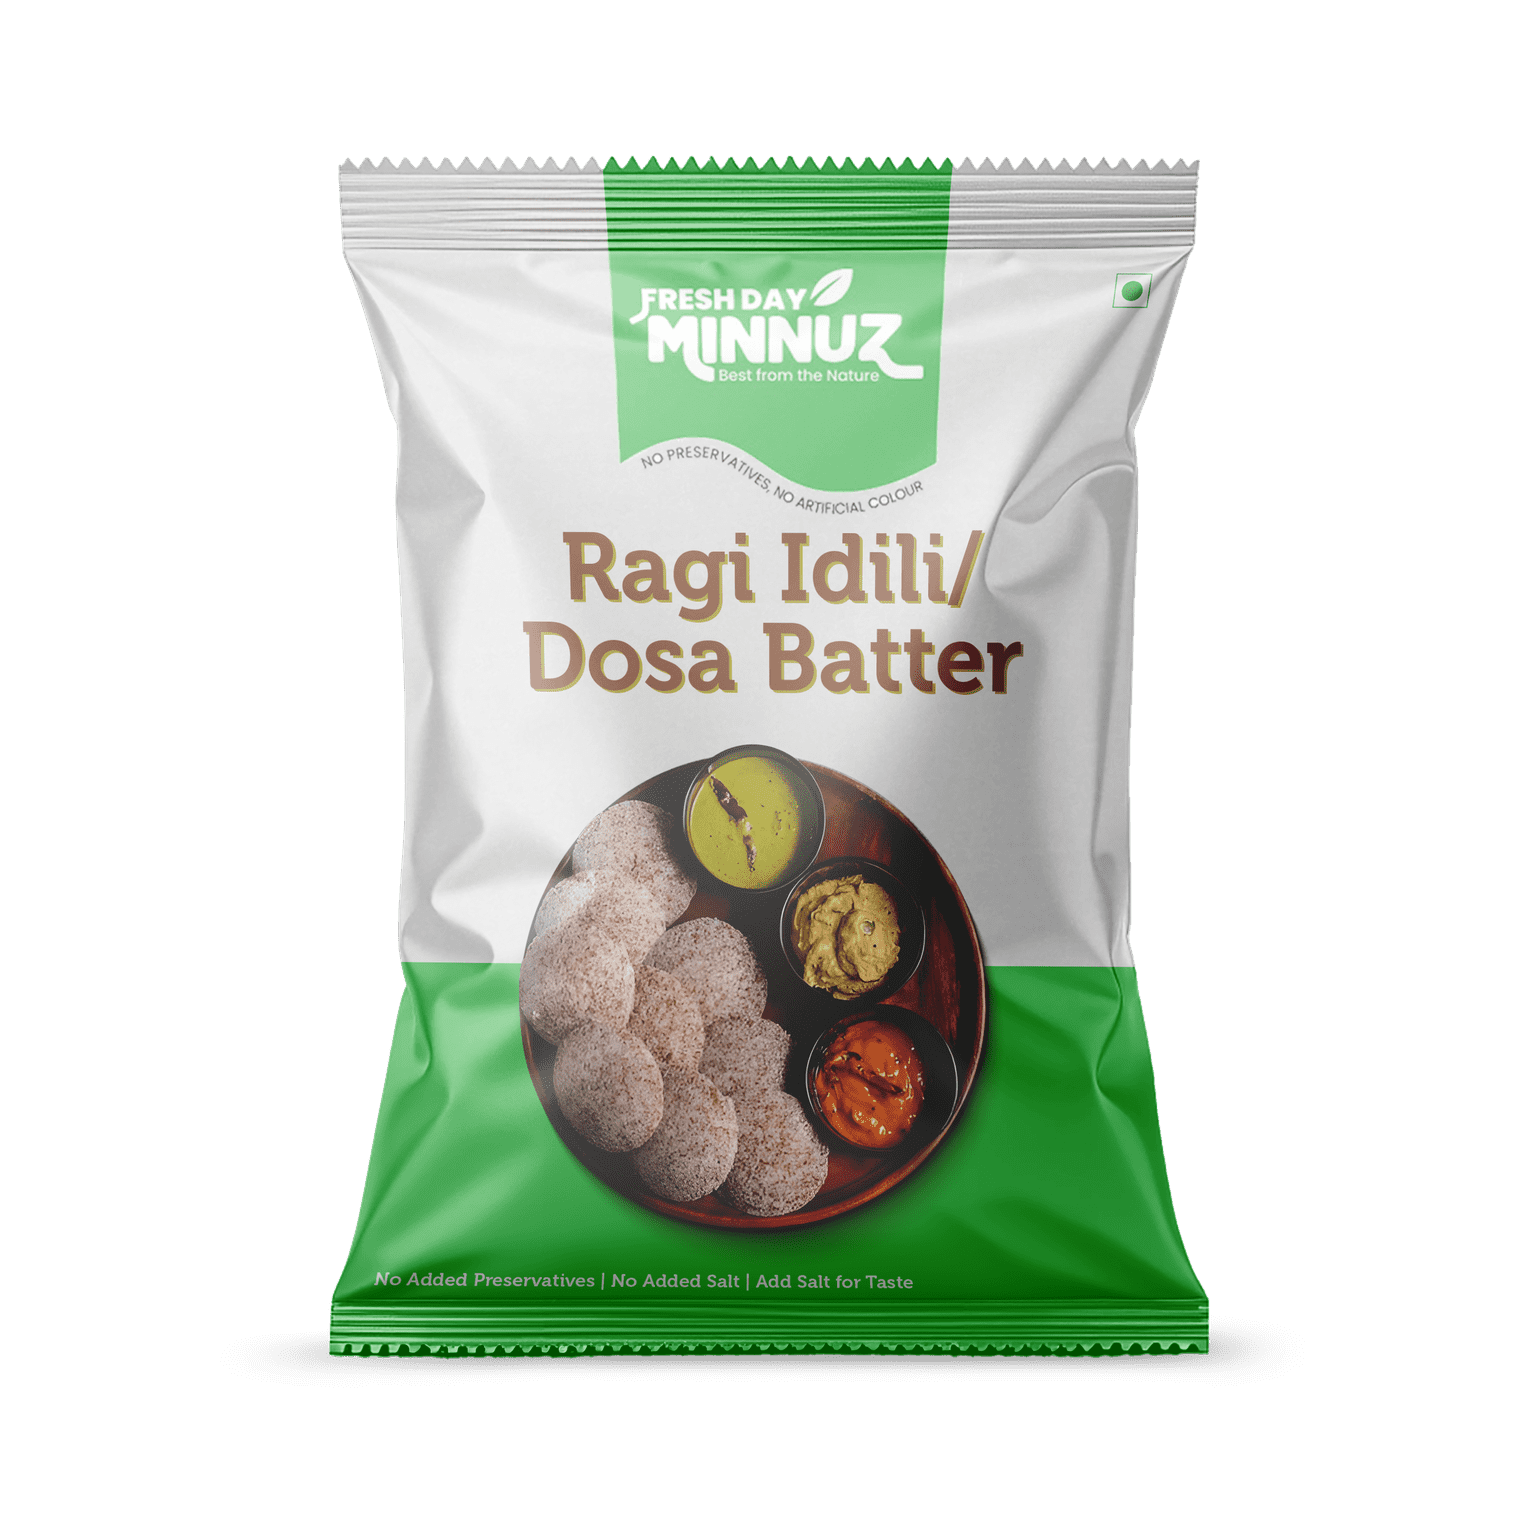 FRESH DAY
MINNUZ
Best from the Nature
NO PRESERVATIVES, NO ARTIFICIAL COLOUR
Ragi Idili/
Dosa Batter
No Added Preservatives | No Added Salt | Add Salt for Taste